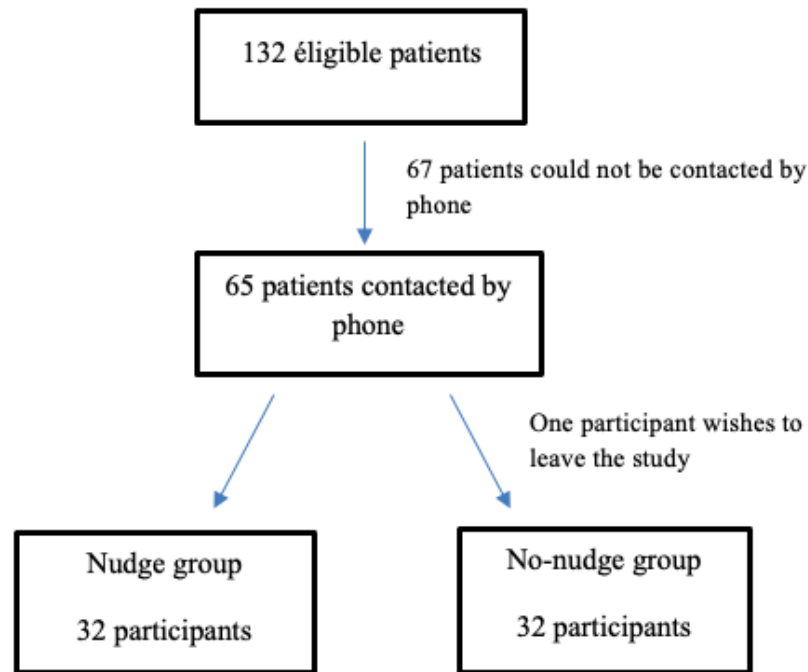 132 éligible patients
67 patients could not be contacted by
phone
65 patients contacted by
phone
One participant wishes to
leave the study
Nudge group
32 participants
No-nudge group
32 participants